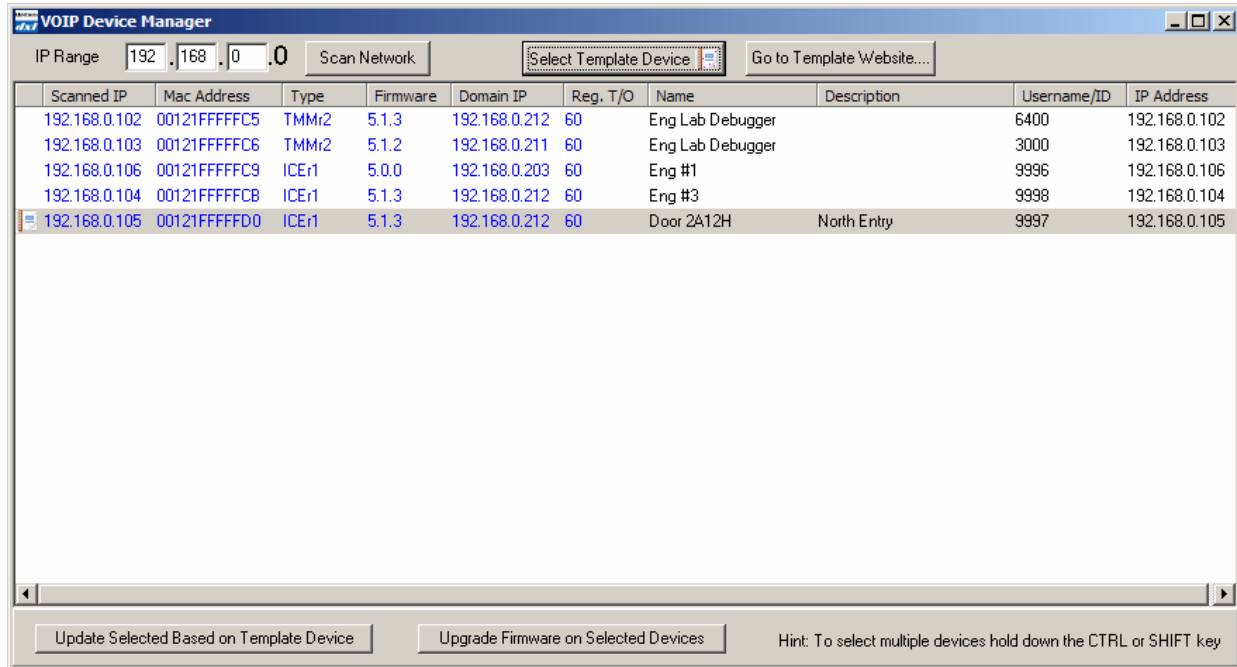 VOIP Device Manager
IP Range 192 . 168 . 0 .0 Scan Network Select Template Device Go to Template Website....
Scanned IP Mac Address Type Firmware Domain IP Reg. T/O Name Description Username/ID IP Address
192.168.0.102 00121FFFFFC5 TMMr2 5.1.3 192.168.0.212 60 Eng Lab Debugger 6400 192.168.0.102
192.168.0.103 00121FFFFFC6 TMMr2 5.1.2 192.168.0.211 60 Eng Lab Debugger 3000 192.168.0.103
192.168.0.106 00121FFFFFC9 ICEr1 5.0.0 192.168.0.203 60 Eng #1 9996 192.168.0.106
192.168.0.104 00121FFFFFCB ICEr1 5.1.3 192.168.0.212 60 Eng #3 9998 192.168.0.104
192.168.0.105 00121FFFFFD0 ICEr1 5.1.3 192.168.0.212 60 Door 2A12H North Entry 9997 192.168.0.105
Update Selected Based on Template Device Upgrade Firmware on Selected Devices Hint: To select multiple devices hold down the CTRL or SHIFT key